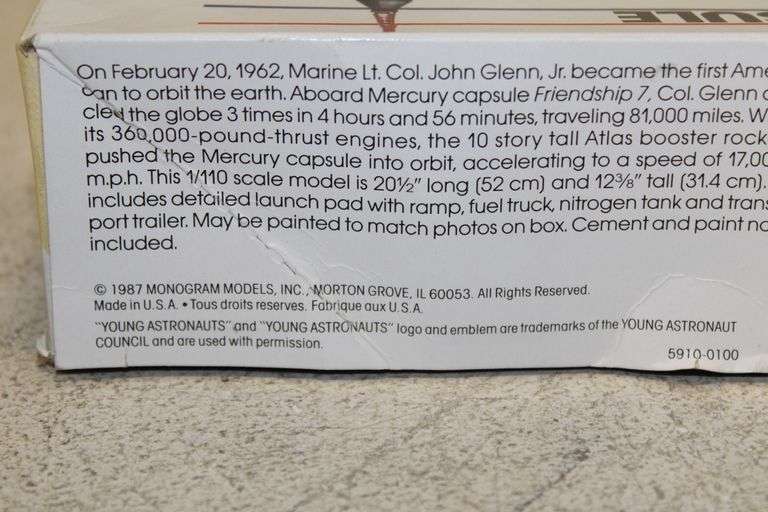 SULE
On February 20, 1962, Marine Lt. Col. John Glenn, Jr. became the first Ame
can to orbit the earth. Aboard Mercury capsule Friendship 7, Col. Glenn c
cled the globe 3 times in 4 hours and 56 minutes, traveling 81,000 miles. W
its 360,000-pound-thrust engines, the 10 story tall Atlas booster rock
pushed the Mercury capsule into orbit, accelerating to a speed of 17,00
m.p.h. This 1/110 scale model is 20½" long (52 cm) and 12⅜" tall (31.4 cm).
includes detailed launch pad with ramp, fuel truck, nitrogen tank and trans
port trailer. May be painted to match photos on box. Cement and paint no
included.
© 1987 MONOGRAM MODELS, INC., MORTON GROVE, IL 60053. All Rights Reserved.
Made in U.S.A. • Tous droits reserves. Fabrique aux U.S.A.
"YOUNG ASTRONAUTS" and "YOUNG ASTRONAUTS" logo and emblem are trademarks of the YOUNG ASTRONAUT
COUNCIL and are used with permission.
5910-0100